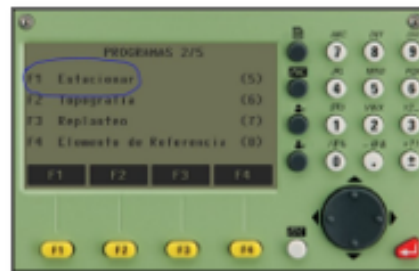 PROGRAMAS 2/5
F1 Estacionar (5)
F2 Topografía (6)
F3 Replanteo (7)
F4 Elemento de Referencia (8)
F1 F2 F3 F4
7 8 9
4 5 6
1 2 3
0 . ±
F1 F2 F3 F4
ESC